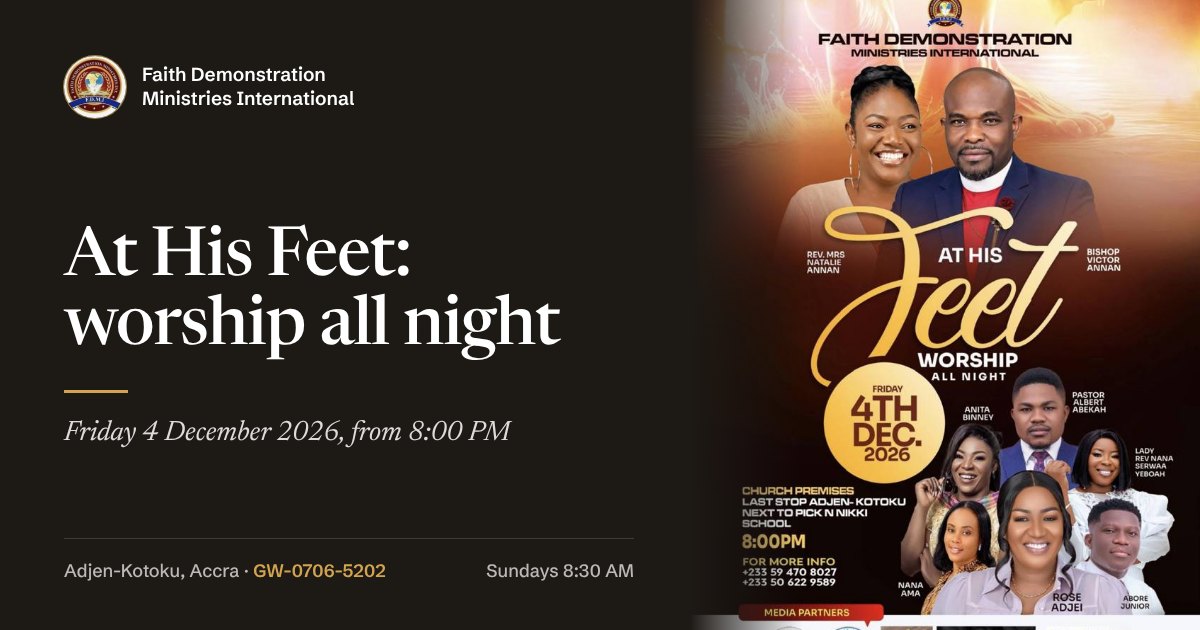 Faith Demonstration
Ministries International
At His Feet:
worship all night
Friday 4 December 2026, from 8:00 PM
Adjen-Kotoku, Accra · GW-0706-5202
Sundays 8:30 AM
FAITH DEMONSTRATION
MINISTRIES INTERNATIONAL
REV. MRS
NATALIE
ANNAN
AT HIS
Feet
BISHOP
VICTOR
ANNAN
WORSHIP
ALL NIGHT
FRIDAY
4TH
DEC.
2026
ANITA
BINNEY
PASTOR
ALBERT
ABEKAH
LADY
REV NANA
SERWAA
YEBOAH
CHURCH PREMISES
LAST STOP ADJEN- KOTOKU
NEXT TO PICK N NIKKI
SCHOOL
8:00PM
FOR MORE INFO
+233 59 470 8027
+233 50 622 9589
NANA
AMA
ROSE
ADJEI
ABORE
JUNIOR
MEDIA PARTNERS